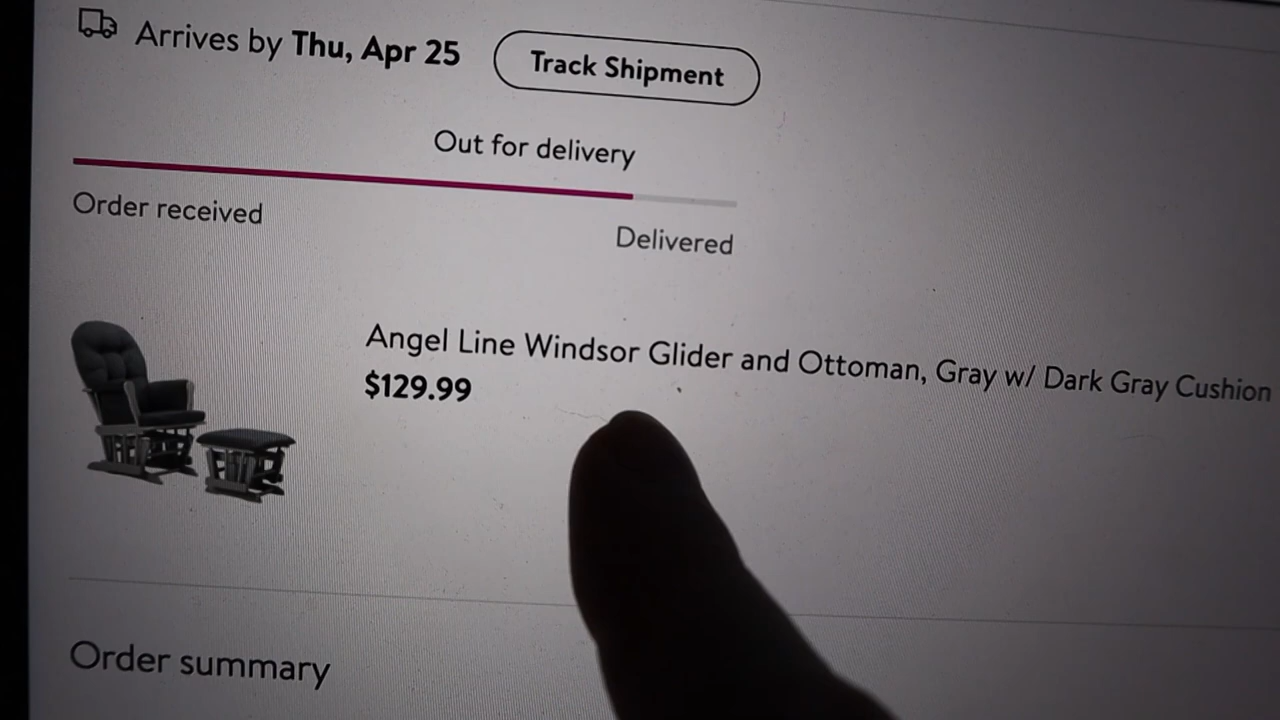 Arrives by Thu, Apr 25
Track Shipment
Out for delivery
Order received
Delivered
Angel Line Windsor Glider and Ottoman, Gray w/ Dark Gray Cushion
$129.99
Order summary